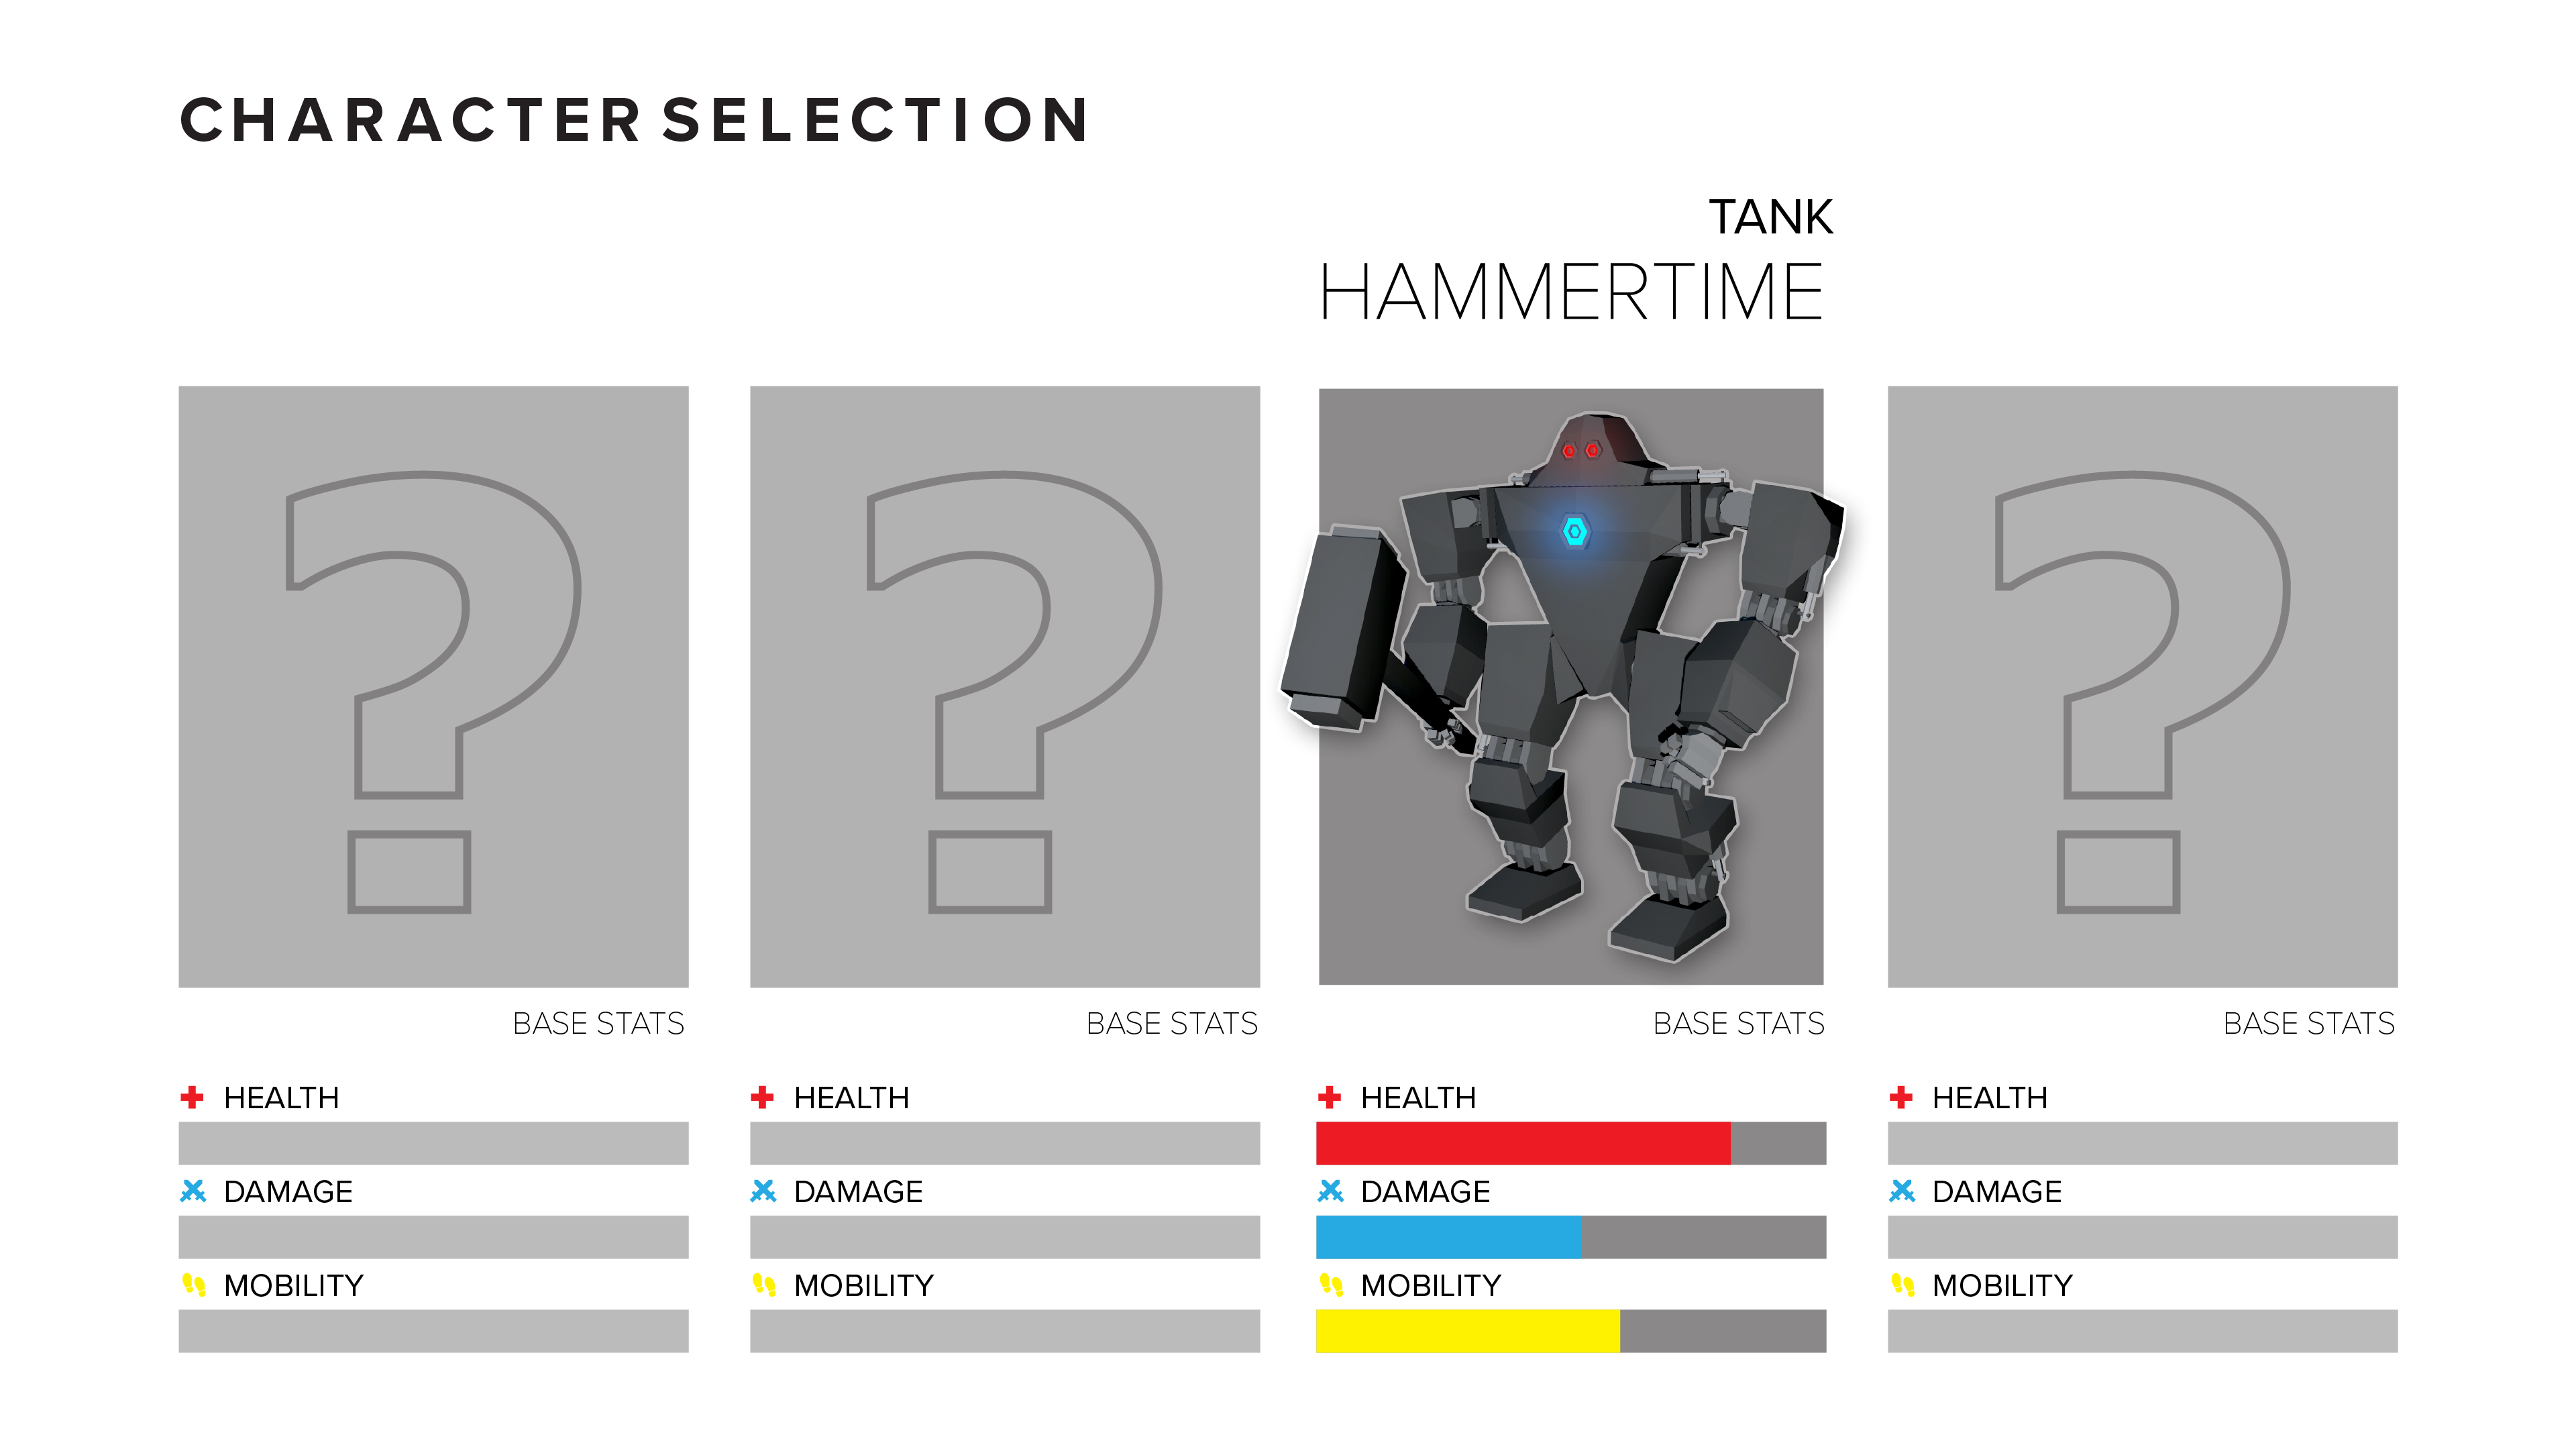 CHARACTER SELECTION
TANK
HAMMERTIME
BASE STATS
BASE STATS
BASE STATS
BASE STATS
HEALTH
HEALTH
HEALTH
HEALTH
DAMAGE
DAMAGE
DAMAGE
DAMAGE
MOBILITY
MOBILITY
MOBILITY
MOBILITY